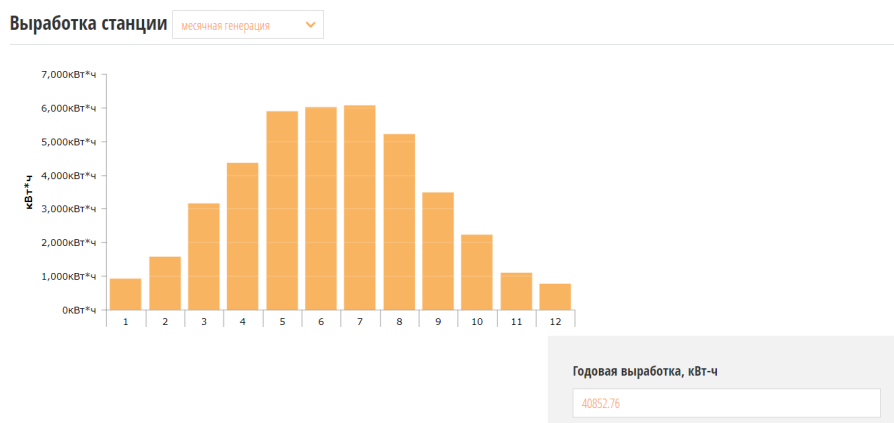 Выработка станции месячная генерация
7,000кВт*ч
6,000кВт*ч
5,000кВт*ч
4,000кВт*ч
3,000кВт*ч
2,000кВт*ч
1,000кВт*ч
0кВт*ч
кВт*ч
1 2 3 4 5 6 7 8 9 10 11 12
Годовая выработка, кВт-ч
40852.76